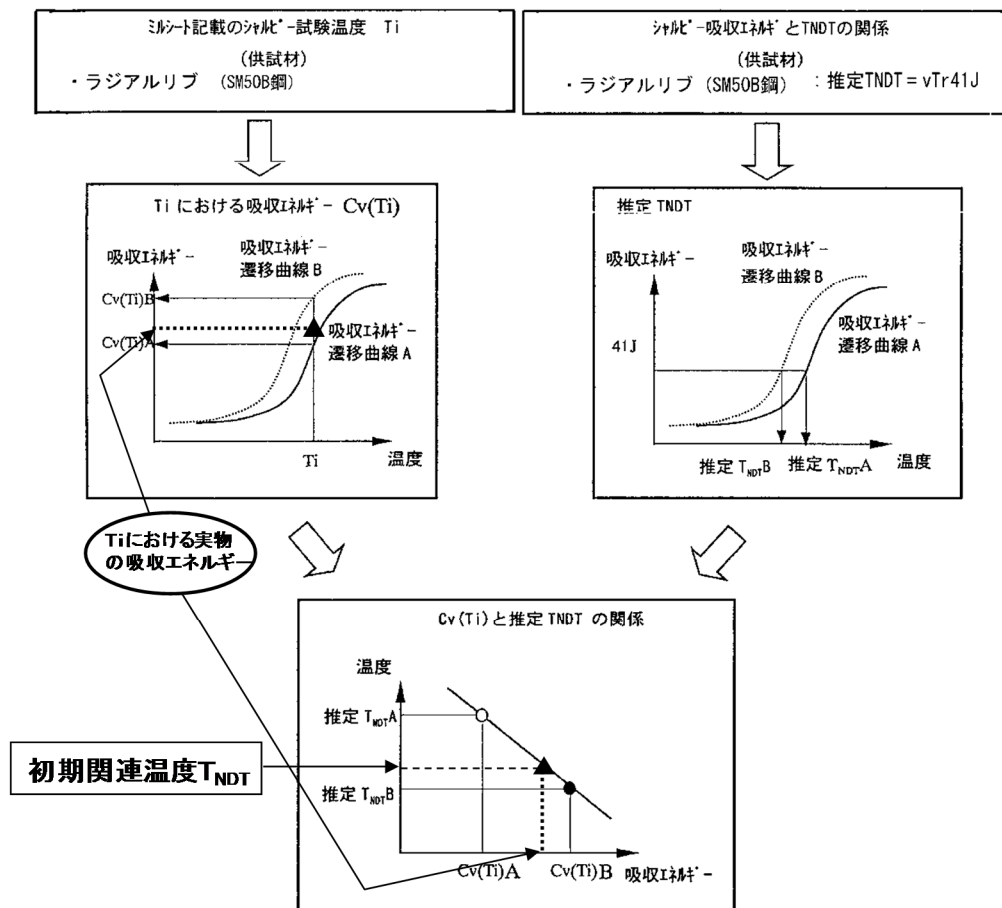 ミルシート記載のシャルピー試験温度 Ti
(供試材)
・ラジアルリブ (SM50B鋼)
シャルピー吸収エネルギとTNDTの関係
(供試材)
・ラジアルリブ (SM50B鋼) :推定TNDT=vTr41J
Ti における吸収エネルギー Cv(Ti)
吸収エネルギー
吸収エネルギー
遷移曲線 B
Cv(Ti)B
Cv(Ti)A
吸収エネルギー
遷移曲線 A
Ti
温度
推定 TNDT
吸収エネルギー
吸収エネルギー
遷移曲線 B
吸収エネルギー
遷移曲線 A
41J
推定 TNDTB
推定 TNDTA
温度
Tiにおける実物
の吸収エネルギー
Cv(Ti)と推定 TNDT の関係
温度
推定 TNDTA
初期関連温度TNDT
推定 TNDTB
Cv(Ti)A
Cv(Ti)B
吸収エネルギー